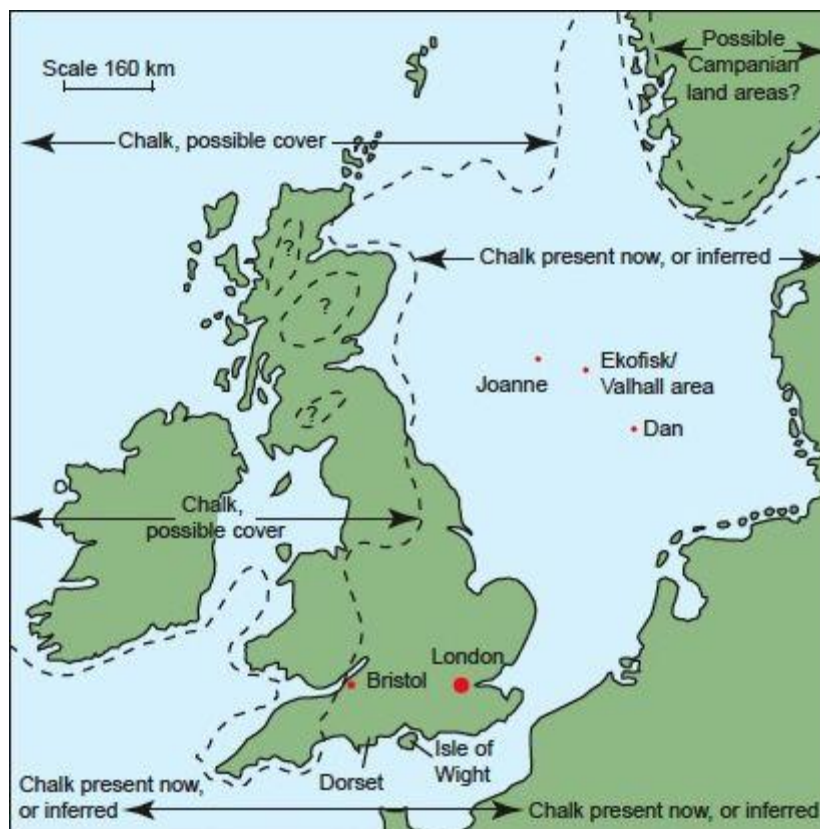 Scale 160 km
Possible
Campanian
land areas?
Chalk, possible cover
?
Chalk present now, or inferred
?
Joanne
Ekofisk/
Valhall area
?
Dan
Chalk,
possible cover
London
Bristol
Isle of
Wight
Dorset
Chalk present now,
or inferred
Chalk present now, or inferred